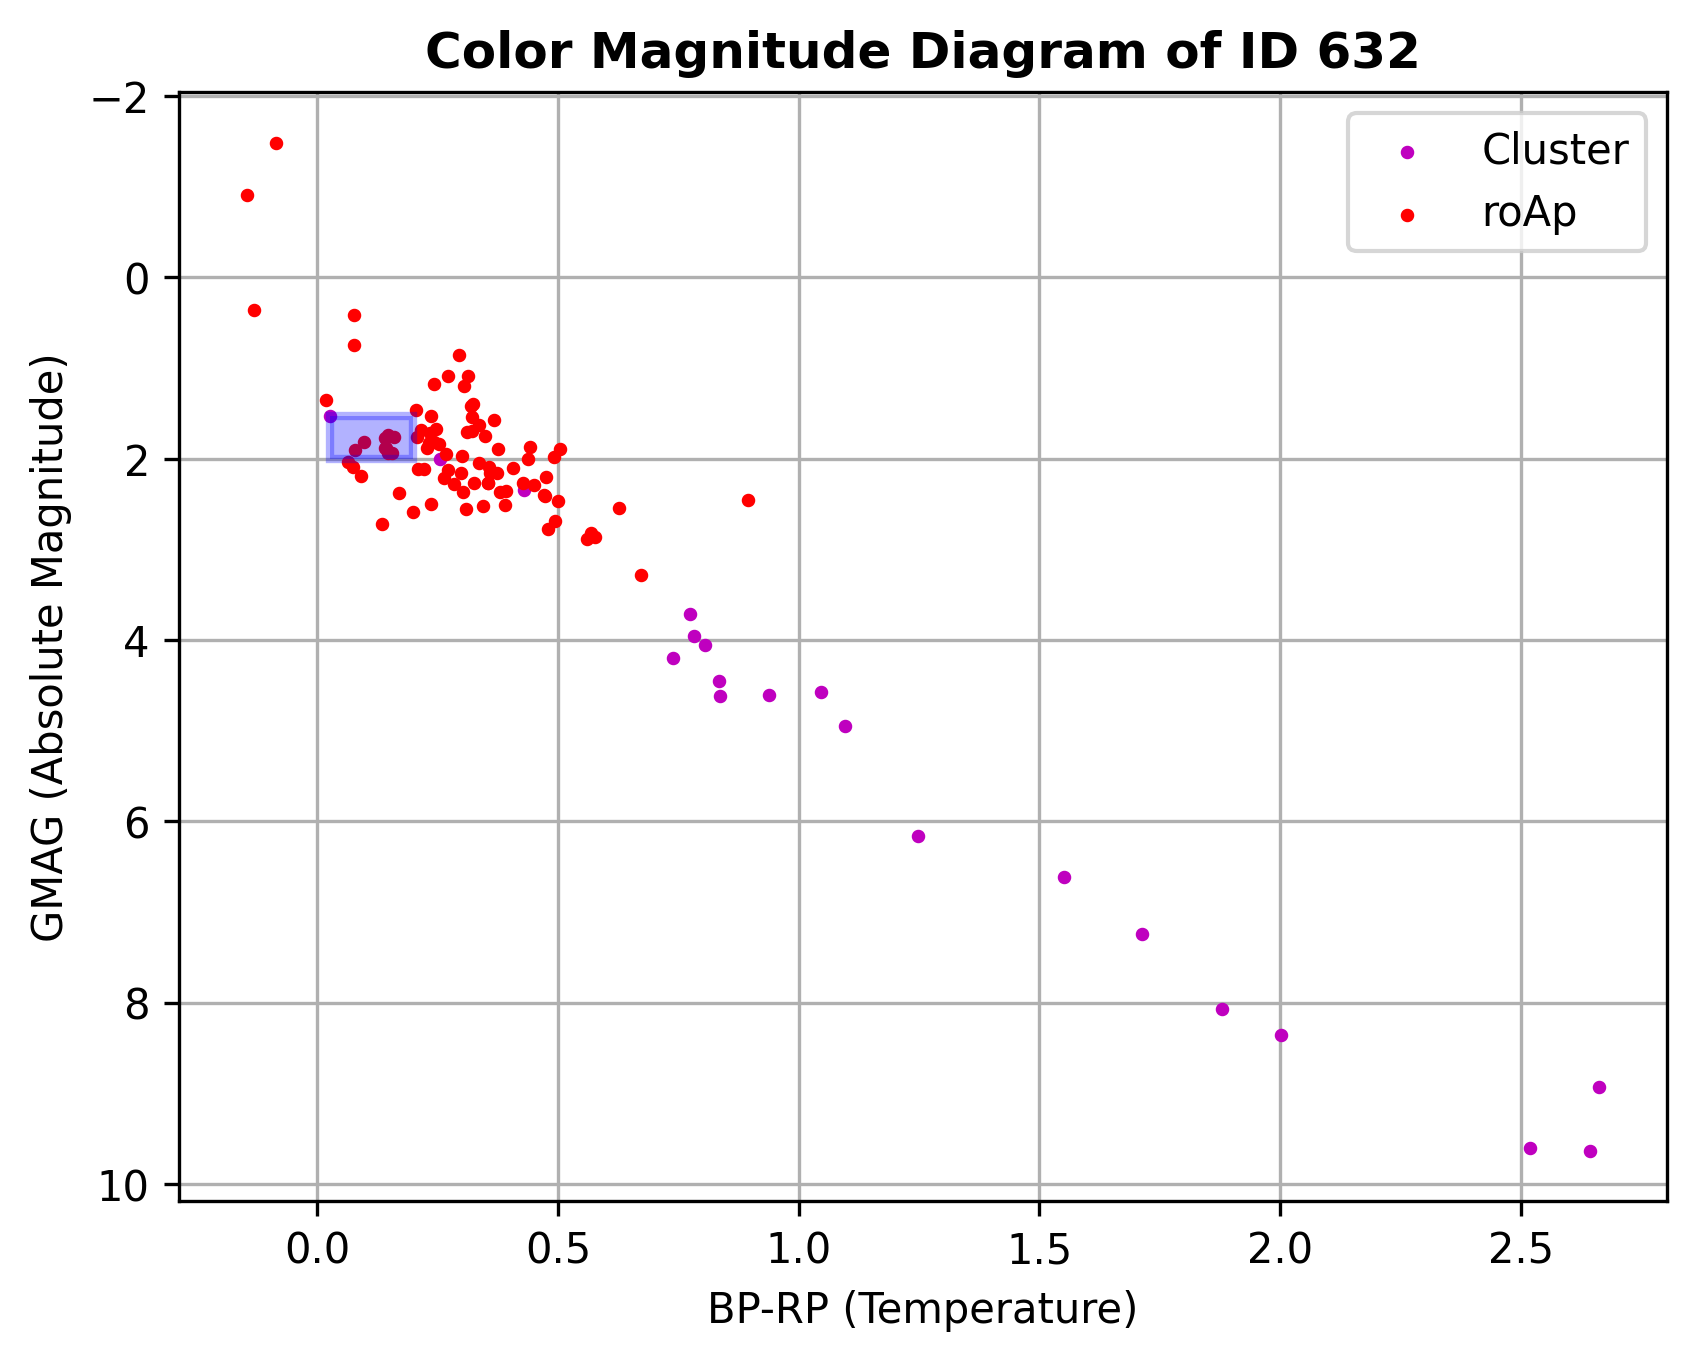 Color Magnitude Diagram of ID 632
Cluster
roAp
GMAG (Absolute Magnitude)
−2
0
2
4
6
8
10
0.0 0.5 1.0 1.5 2.0 2.5
BP-RP (Temperature)